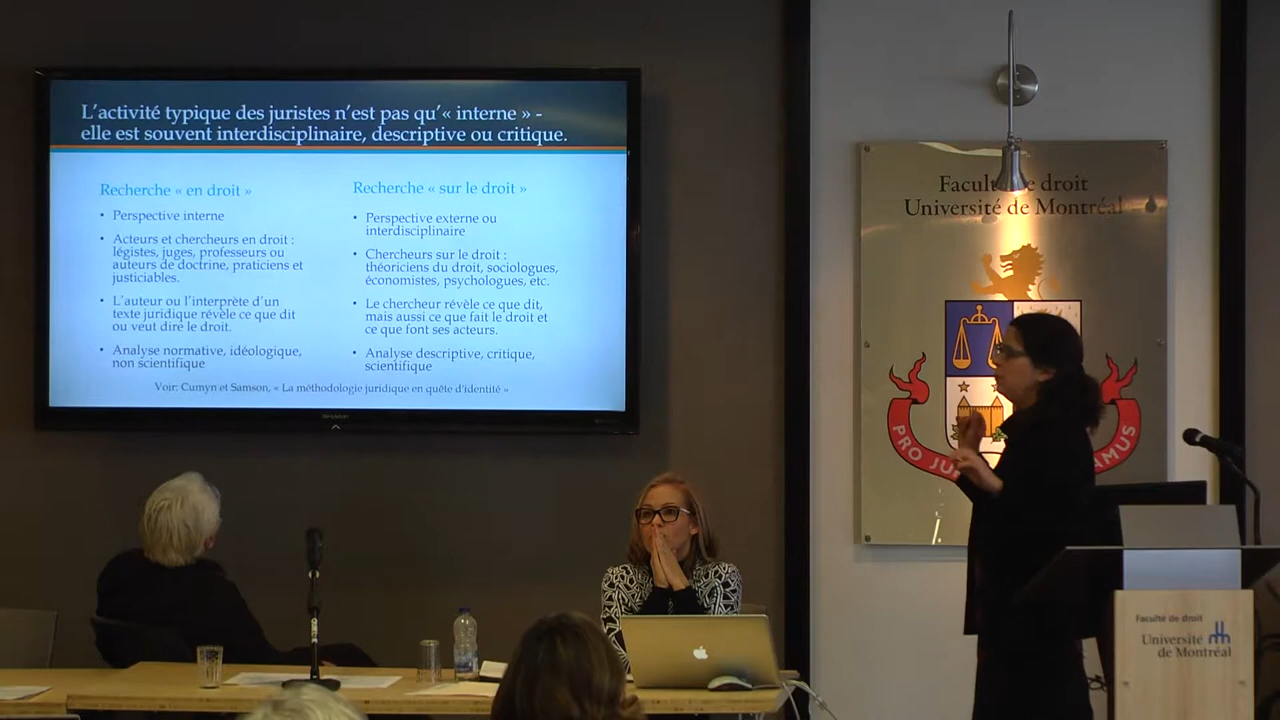 L'activité typique des juristes n'est pas qu'« interne » -
elle est souvent interdisciplinaire, descriptive ou critique.
Recherche « en droit »
• Perspective interne
• Acteurs et chercheurs en droit :
légistes, juges, professeurs ou
auteurs de doctrine, praticiens et
justiciables.
• L'auteur ou l'interprète d'un
texte juridique révèle ce que dit
ou veut dire le droit.
• Analyse normative, idéologique,
non scientifique
Recherche « sur le droit »
• Perspective externe ou
interdisciplinaire
• Chercheurs sur le droit :
théoriciens du droit, sociologues,
économistes, psychologues, etc.
• Le chercheur révèle ce que dit,
mais aussi ce que fait le droit et
ce que font ses acteurs.
• Analyse descriptive, critique,
scientifique
Voir: Cumyn et Samson, « La méthodologie juridique en quête d'identité »
SHARP
Faculté de droit
Université de Montréal
PRO JU AMUS
Faculté de droit
Université
de Montréal